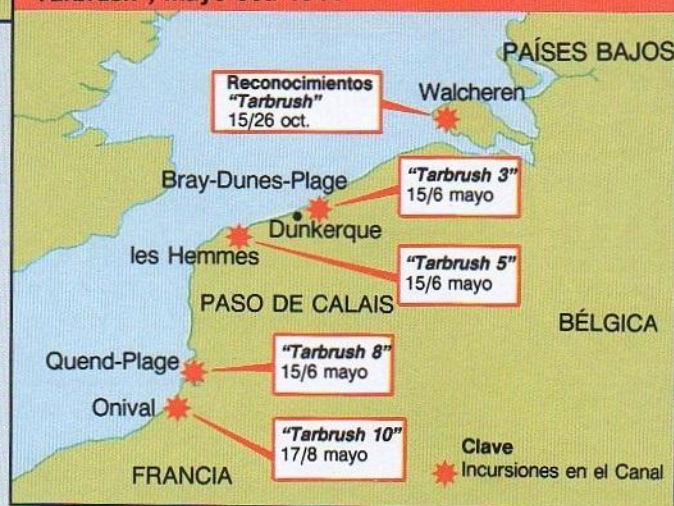 PAÍSES BAJOS
Reconocimientos
"Tarbrush"
15/26 oct.
Walcheren
Bray-Dunes-Plage
"Tarbrush 3"
15/6 mayo
Dunkerque
les Hemmes
"Tarbrush 5"
15/6 mayo
PASO DE CALAIS
BÉLGICA
Quend-Plage
"Tarbrush 8"
15/6 mayo
Onival
"Tarbrush 10"
17/8 mayo
FRANCIA
Clave
Incursiones en el Canal